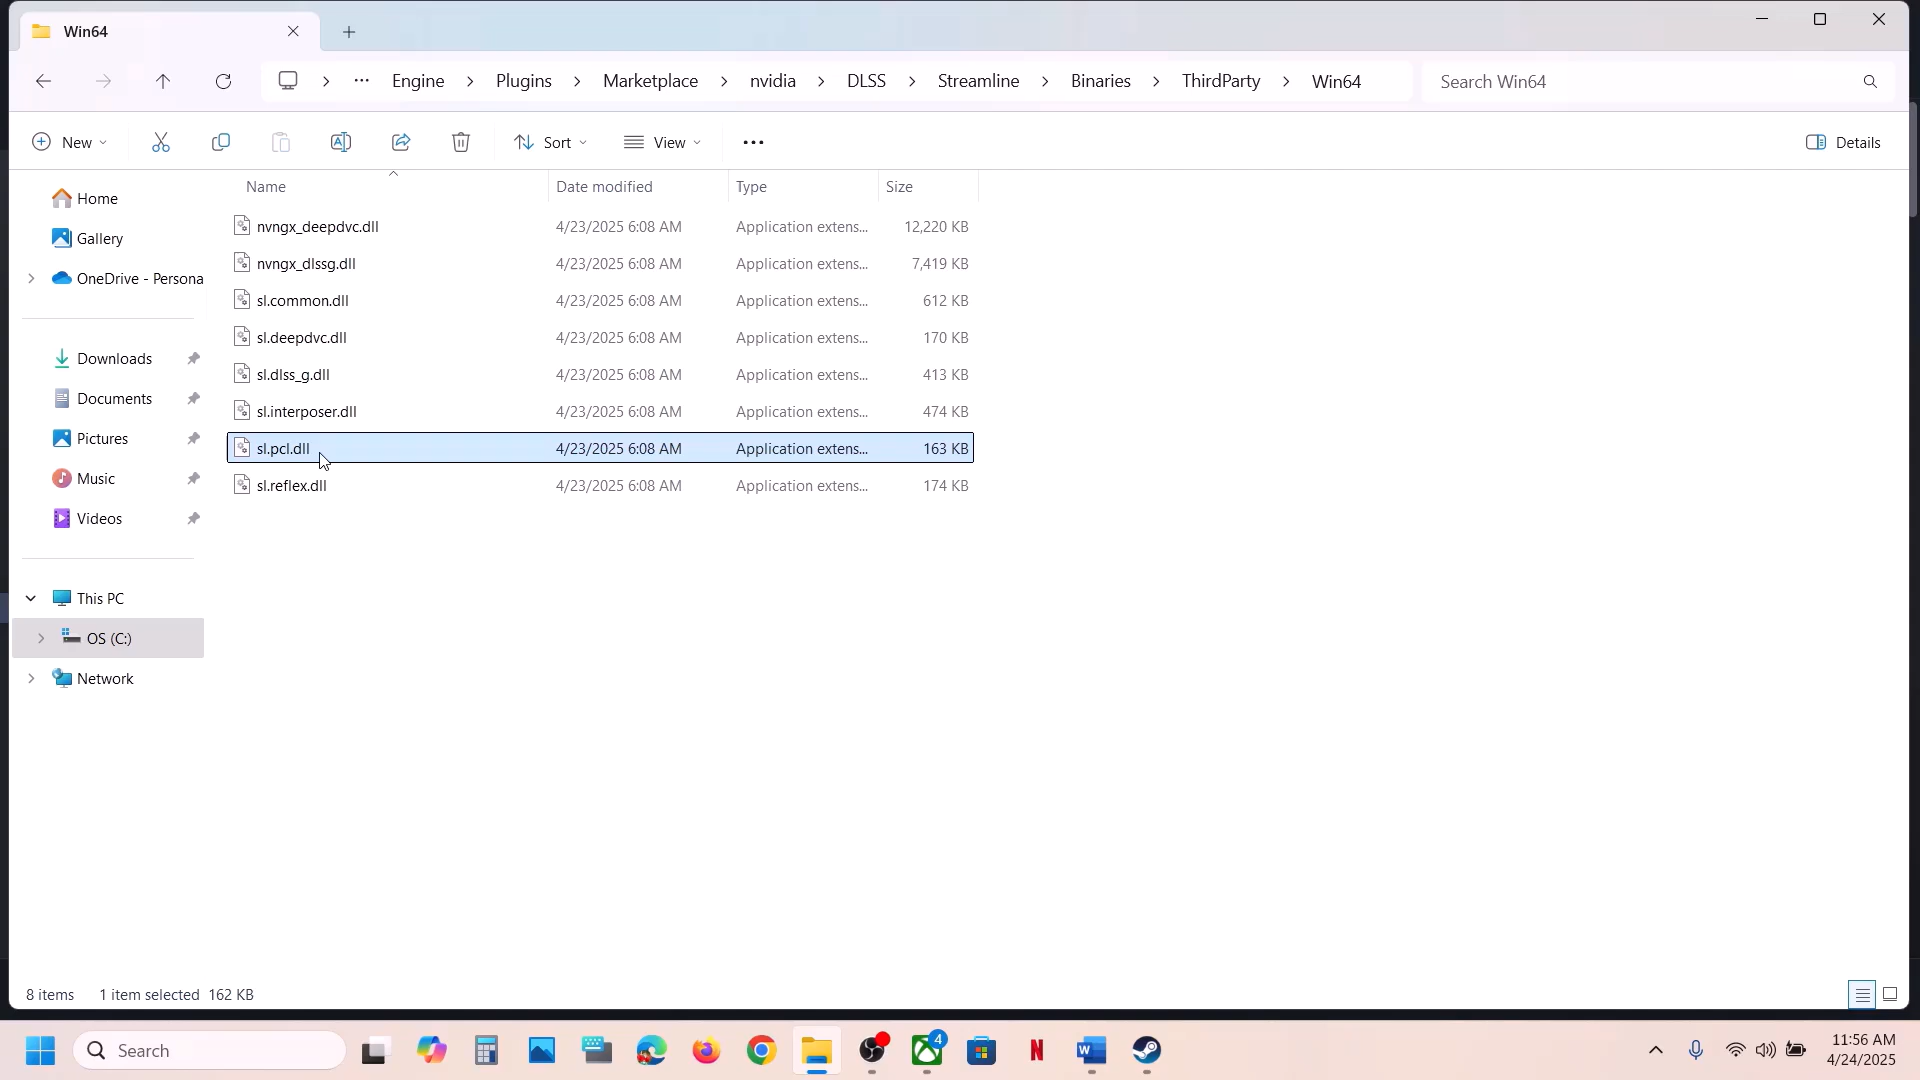 Win64
Engine > Plugins > Marketplace > nvidia > DLSS > Streamline > Binaries > ThirdParty > Win64
Search Win64
New
Sort
View
Details
Name Date modified Type Size
nvngx_deepdvc.dll 4/23/2025 6:08 AM Application extens... 12,220 KB
nvngx_dlssg.dll 4/23/2025 6:08 AM Application extens... 7,419 KB
sl.common.dll 4/23/2025 6:08 AM Application extens... 612 KB
sl.deepdvc.dll 4/23/2025 6:08 AM Application extens... 170 KB
sl.dlss_g.dll 4/23/2025 6:08 AM Application extens... 413 KB
sl.interposer.dll 4/23/2025 6:08 AM Application extens... 474 KB
sl.pcl.dll 4/23/2025 6:08 AM Application extens... 163 KB
sl.reflex.dll 4/23/2025 6:08 AM Application extens... 174 KB
Home
Gallery
OneDrive - Persona
Downloads
Documents
Pictures
Music
Videos
This PC
OS (C:)
Network
8 items 1 item selected 162 KB
Search
4
11:56 AM
4/24/2025